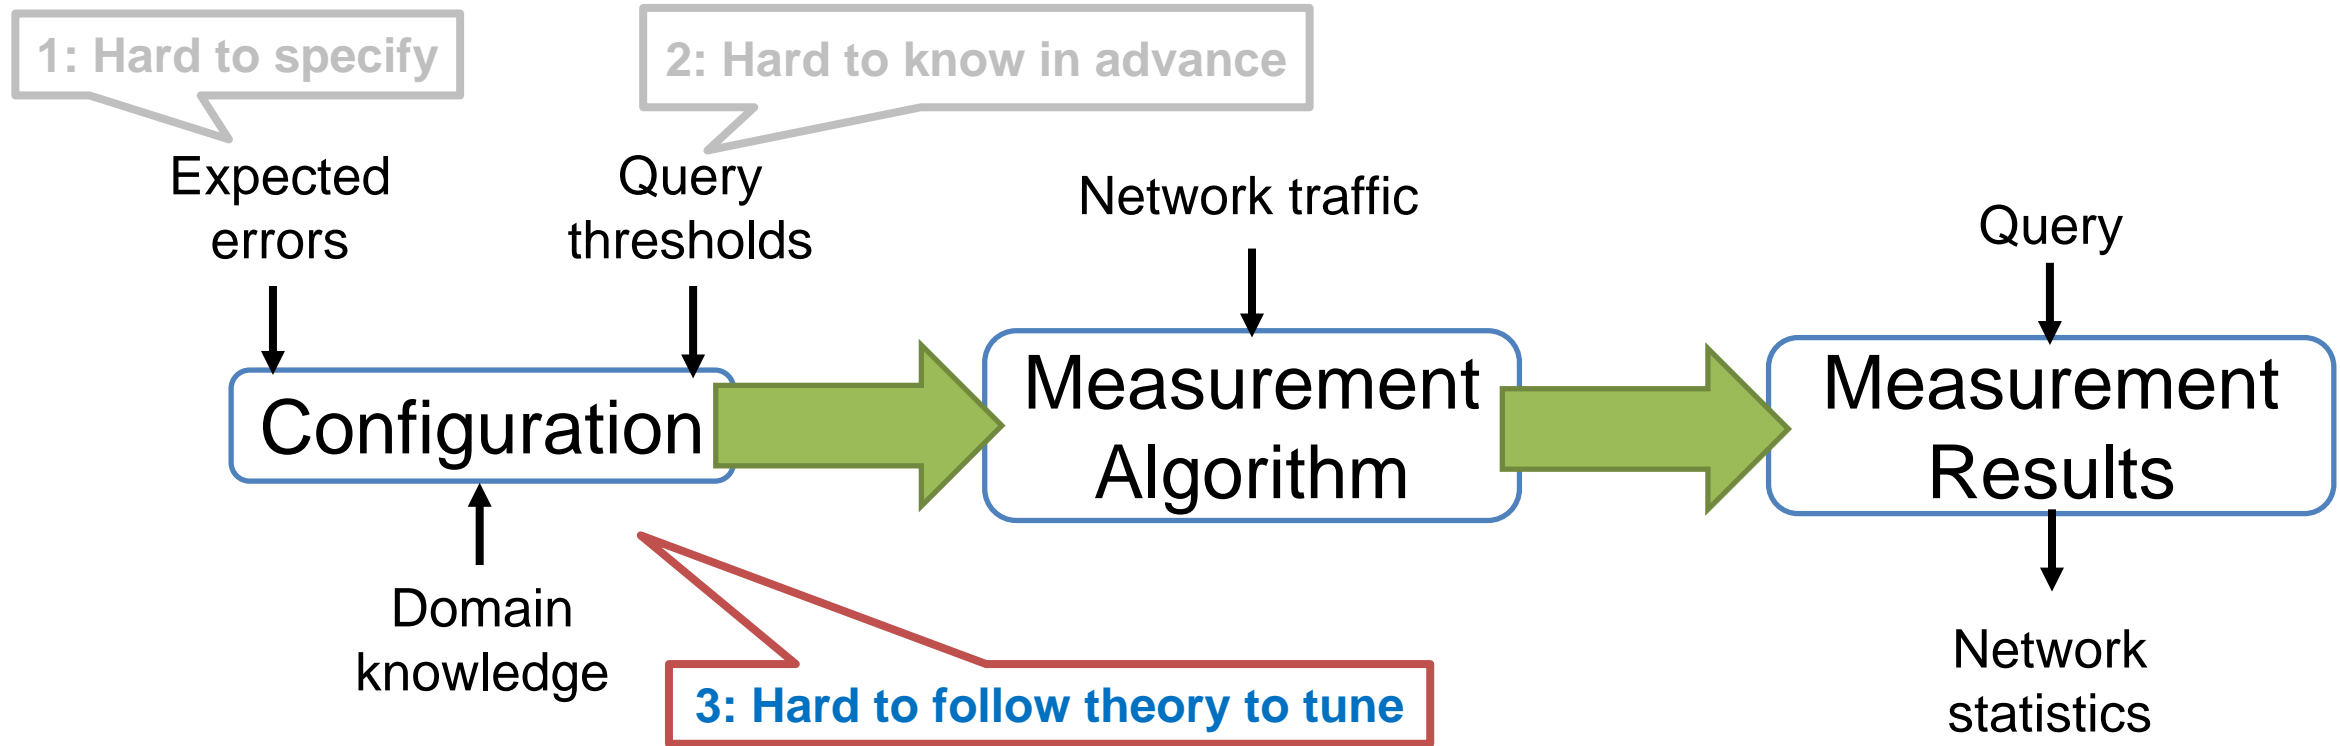 1: Hard to specify
2: Hard to know in advance
Expected
errors
Query
thresholds
Network traffic
Query
Configuration
Measurement
Algorithm
Measurement
Results
Domain
knowledge
3: Hard to follow theory to tune
Network
statistics